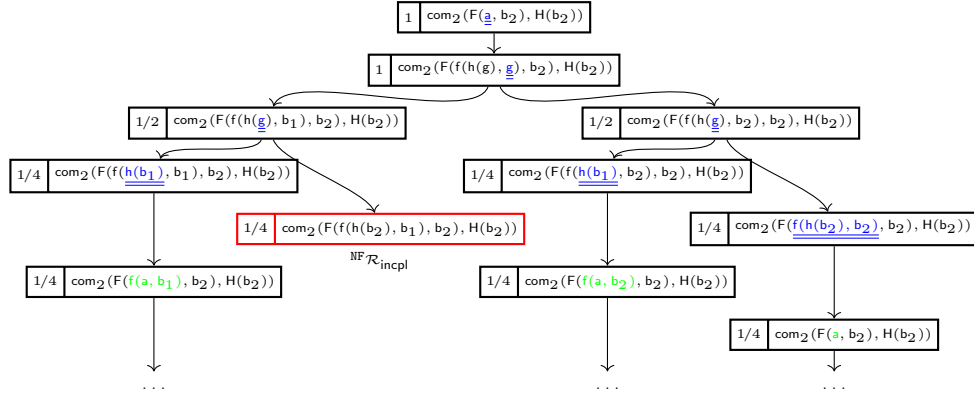 1 com₂(F(a, b₂), H(b₂))
1 com₂(F(f(h(g), g), b₂), H(b₂))
1/2 com₂(F(f(h(g), b₁), b₂), H(b₂))
1/2 com₂(F(f(h(g), b₂), b₂), H(b₂))
1/4 com₂(F(f(h(b₁), b₁), b₂), H(b₂))
1/4 com₂(F(f(h(b₁), b₂), b₂), H(b₂))
1/4 com₂(F(f(h(b₂), b₁), b₂), H(b₂))
1/4 com₂(F(f(h(b₂), b₂), b₂), H(b₂))
NF R incpl
1/4 com₂(F(f(a, b₁), b₂), H(b₂))
1/4 com₂(F(f(a, b₂), b₂), H(b₂))
1/4 com₂(F(a, b₂), H(b₂))
...
...
...